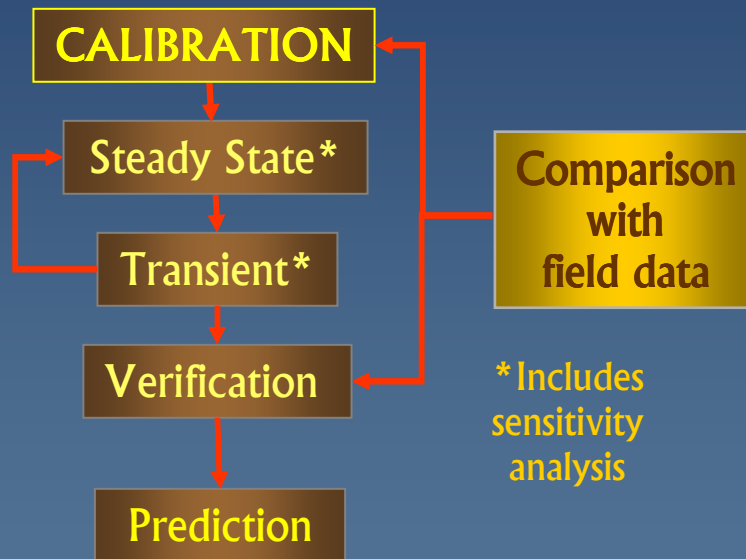 CALIBRATION
Steady State*
Transient*
Verification
Prediction
Comparison
with
field data
*Includes
sensitivity
analysis